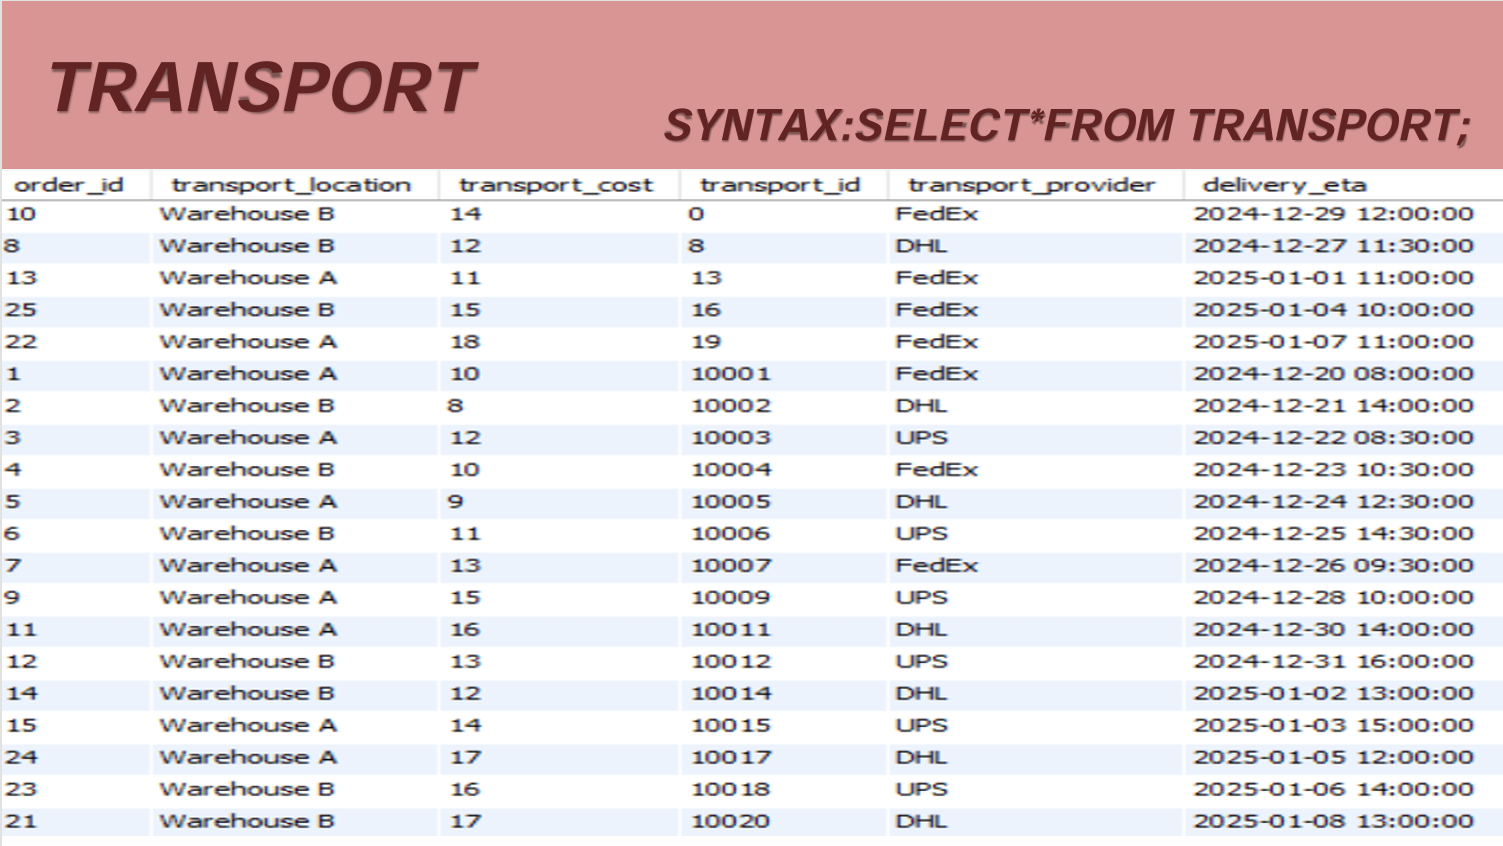 TRANSPORT
SYNTAX:SELECT*FROM TRANSPORT;
order_id transport_location transport_cost transport_id transport_provider delivery_eta
10 Warehouse B 14 0 FedEx 2024-12-29 12:00:00
8 Warehouse B 12 8 DHL 2024-12-27 11:30:00
13 Warehouse A 11 13 FedEx 2025-01-01 11:00:00
25 Warehouse B 15 16 FedEx 2025-01-04 10:00:00
22 Warehouse A 18 19 FedEx 2025-01-07 11:00:00
1 Warehouse A 10 10001 FedEx 2024-12-20 08:00:00
2 Warehouse B 8 10002 DHL 2024-12-21 14:00:00
3 Warehouse A 12 10003 UPS 2024-12-22 08:30:00
4 Warehouse B 10 10004 FedEx 2024-12-23 10:30:00
5 Warehouse A 9 10005 DHL 2024-12-24 12:30:00
6 Warehouse B 11 10006 UPS 2024-12-25 14:30:00
7 Warehouse A 13 10007 FedEx 2024-12-26 09:30:00
9 Warehouse A 15 10009 UPS 2024-12-28 10:00:00
11 Warehouse A 16 10011 DHL 2024-12-30 14:00:00
12 Warehouse B 13 10012 UPS 2024-12-31 16:00:00
14 Warehouse B 12 10014 DHL 2025-01-02 13:00:00
15 Warehouse A 14 10015 UPS 2025-01-03 15:00:00
24 Warehouse A 17 10017 DHL 2025-01-05 12:00:00
23 Warehouse B 16 10018 UPS 2025-01-06 14:00:00
21 Warehouse B 17 10020 DHL 2025-01-08 13:00:00